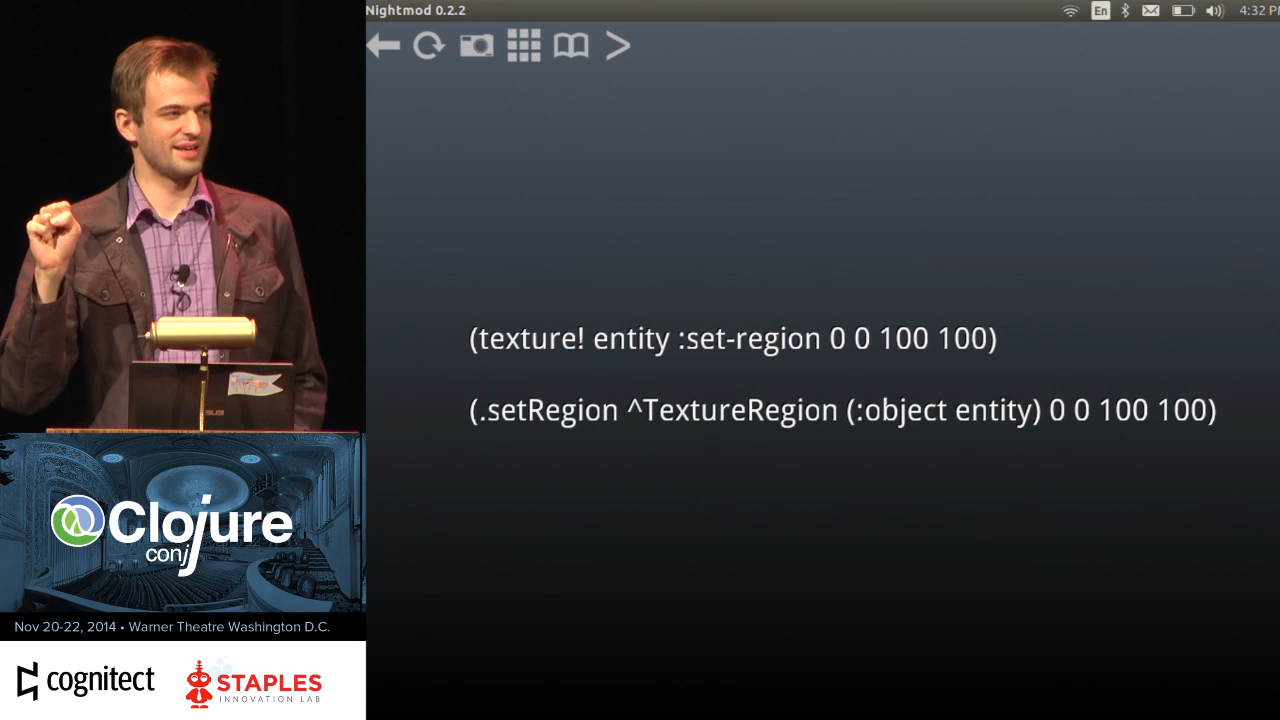 Nightmod 0.2.2
En
4:32 P
(texture! entity :set-region 0 0 100 100)
(.setRegion ^TextureRegion (:object entity) 0 0 100 100)
Clojure
conj
Nov 20-22, 2014 • Warner Theatre Washington D.C.
cognitect
STAPLES
INNOVATION LAB